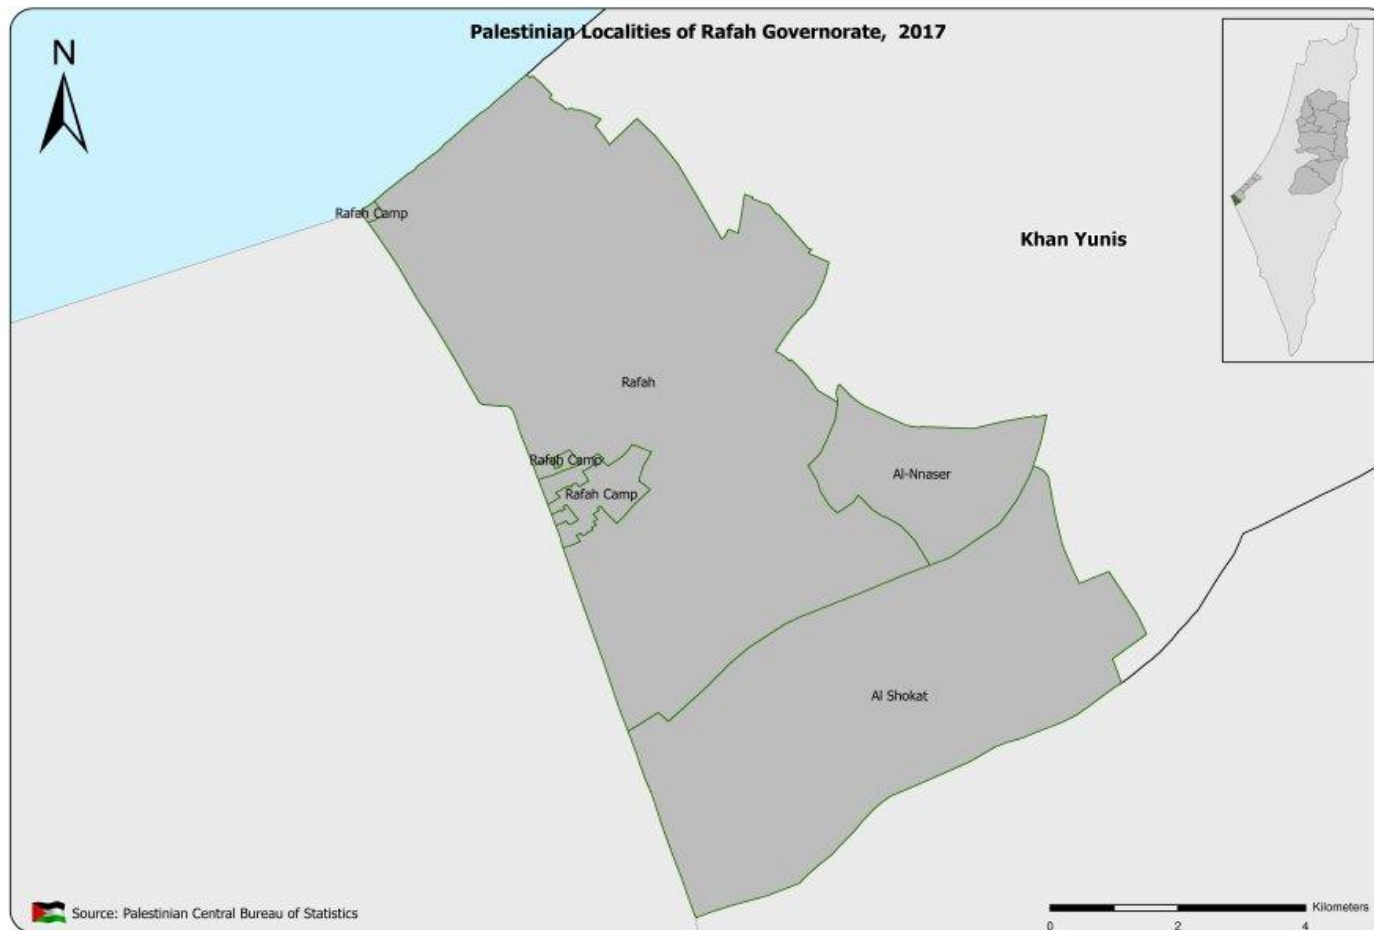 Palestinian Localities of Rafah Governorate, 2017
N
Rafah Camp
Khan Yunis
Rafah
Rafah Camp
Al-Nnaser
Rafah Camp
Al Shokat
Source: Palestinian Central Bureau of Statistics
Kilometers
0 2 4